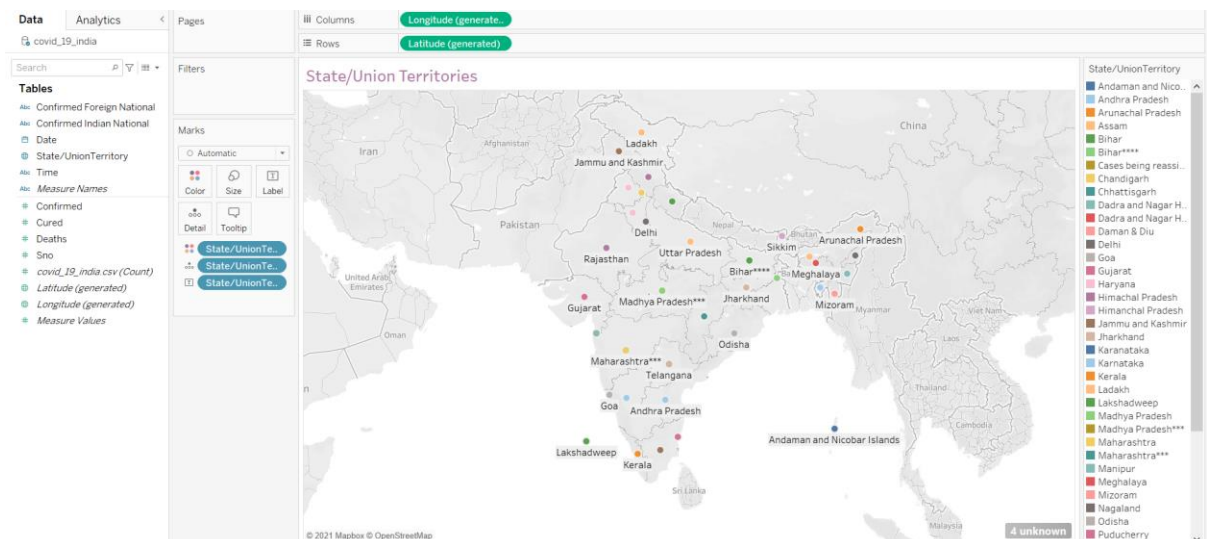 Data Analytics
covid_19_india
Search
Tables
Abc Confirmed Foreign National
Abc Confirmed Indian National
Date
State/UnionTerritory
Abc Time
Abc Measure Names
# Confirmed
# Cured
# Deaths
# Sno
# covid_19_india csv (Count)
Latitude (generated)
Longitude (generated)
# Measure Values
Pages
Filters
Marks
Automatic
Color Size Label
Detail Tooltip
State/UnionTe..
State/UnionTe..
State/UnionTe..
Columns Longitude (generate..
Rows Latitude (generated)
State/Union Territories
China
Iran
Afghanistan
Ladakh
Jammu and Kashmir
Pakistan
Delhi
Nepal
Bhutan
Sikkim
Arunachal Pradesh
Rajasthan
Uttar Pradesh
Bihar****
Meghalaya
United Arab
Emirates
Gujarat
Madhya Pradesh***
Jharkhand
Ba
Mizoram
Myanmar
Viet Nam
Oman
Odisha
Laos
Maharashtra***
Telangana
Thailand
Goa
Andhra Pradesh
Cambodia
Andaman and Nicobar Islands
Lakshadweep
Kerala
Sri Lanka
Malaysia
4 unknown
© 2021 Mapbox © OpenStreetMap
State/UnionTerritory
Andaman and Nico..
Andhra Pradesh
Arunachal Pradesh
Assam
Bihar
Bihar****
Cases being reassi..
Chandigarh
Chhattisgarh
Dadra and Nagar H..
Dadra and Nagar H..
Daman & Diu
Delhi
Goa
Gujarat
Haryana
Himachal Pradesh
Himanchal Pradesh
Jammu and Kashmir
Jharkhand
Karanataka
Karnataka
Kerala
Ladakh
Lakshadweep
Madhya Pradesh
Madhya Pradesh***
Maharashtra
Maharashtra***
Manipur
Meghalaya
Mizoram
Nagaland
Odisha
Puducherry